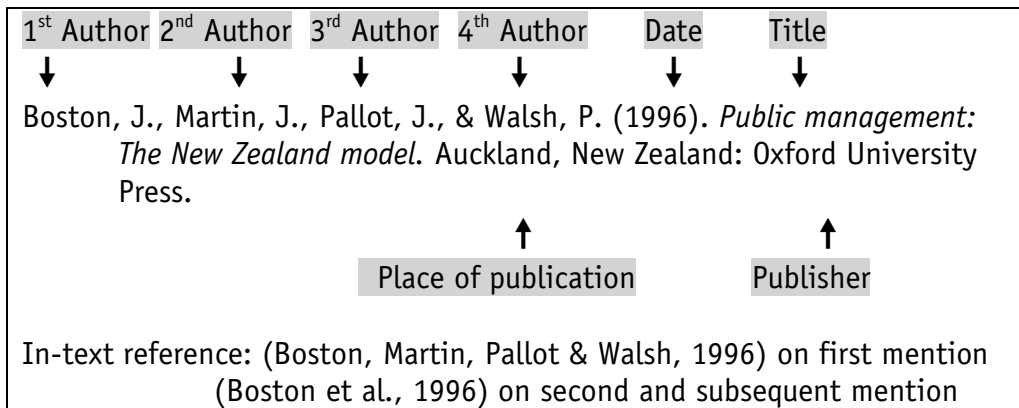 1st Author 2nd Author 3rd Author 4th Author Date Title
Boston, J., Martin, J., Pallot, J., & Walsh, P. (1996). Public management:
The New Zealand model. Auckland, New Zealand: Oxford University
Press.
Place of publication Publisher
In-text reference: (Boston, Martin, Pallot & Walsh, 1996) on first mention
(Boston et al., 1996) on second and subsequent mention